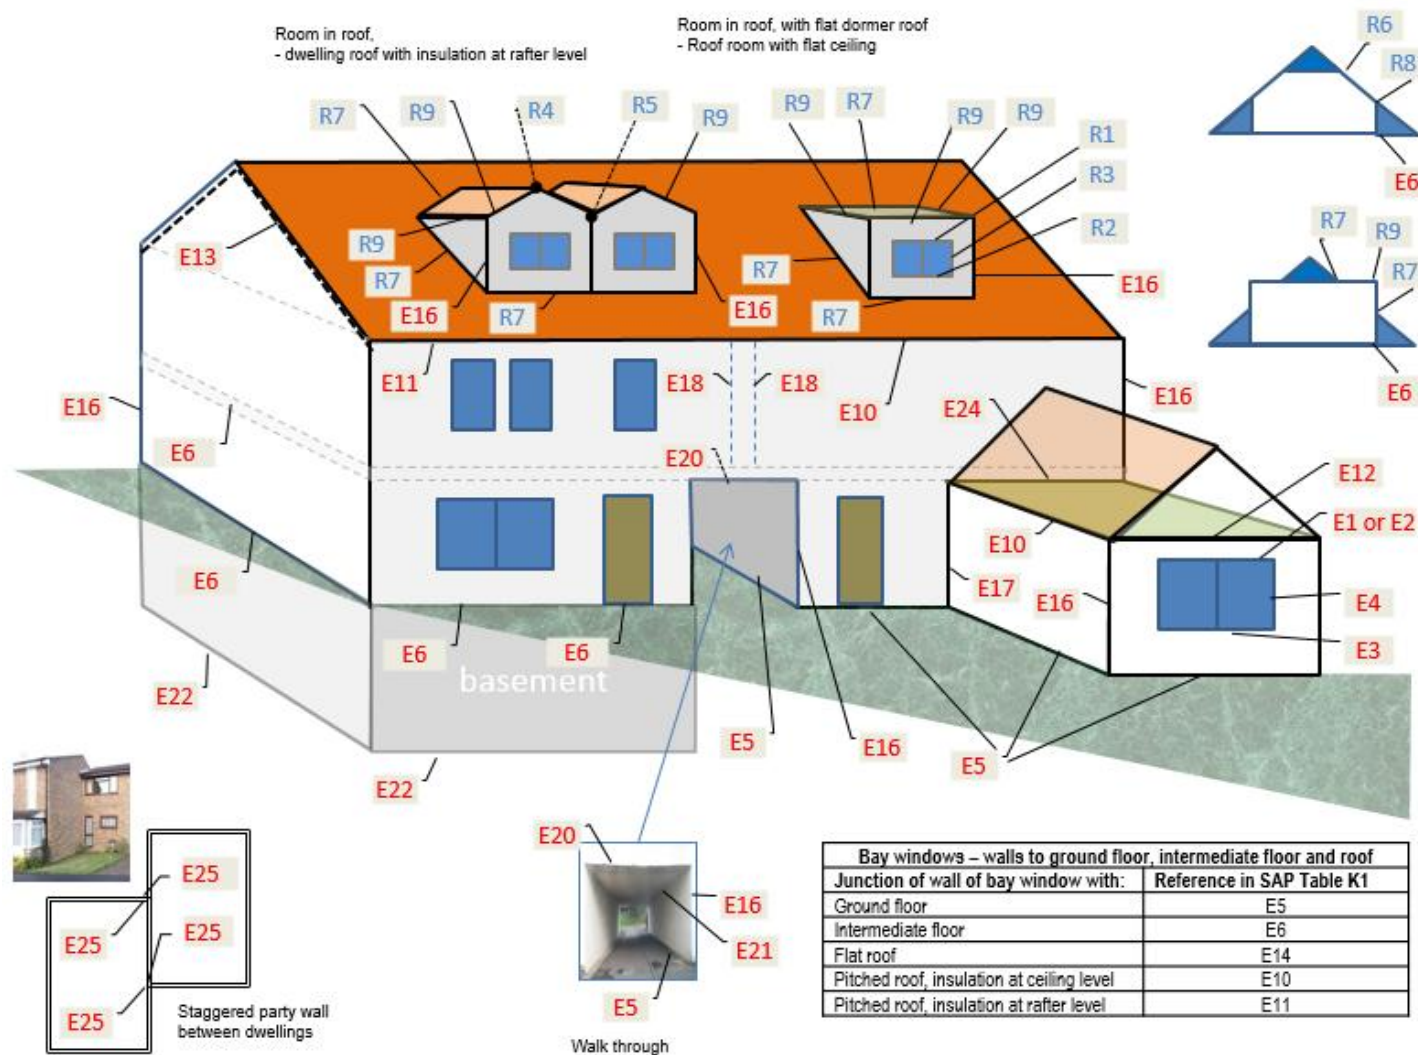 Room in roof,
- dwelling roof with insulation at rafter level
Room in roof, with flat dormer roof
- Roof room with flat ceiling
R6
R8
E6
R7
R9
R7
E6
R7
R9
R4
R5
R9
R9
R7
R9
R9
R1
R3
R2
E13
R9
R7
E16
R7
E16
R7
R7
E16
E11
E18
E18
E10
E16
E16
E24
E6
E20
E12
E1 or E2
E10
E6
E17
E16
E4
E3
E6
E6
basement
E22
E5
E16
E5
E22
E20
E16
E21
E5
Walk through
E25
E25
E25
E25
Staggered party wall
between dwellings
Bay windows – walls to ground floor, intermediate floor and roof
Junction of wall of bay window with: Reference in SAP Table K1
Ground floor E5
Intermediate floor E6
Flat roof E14
Pitched roof, insulation at ceiling level E10
Pitched roof, insulation at rafter level E11